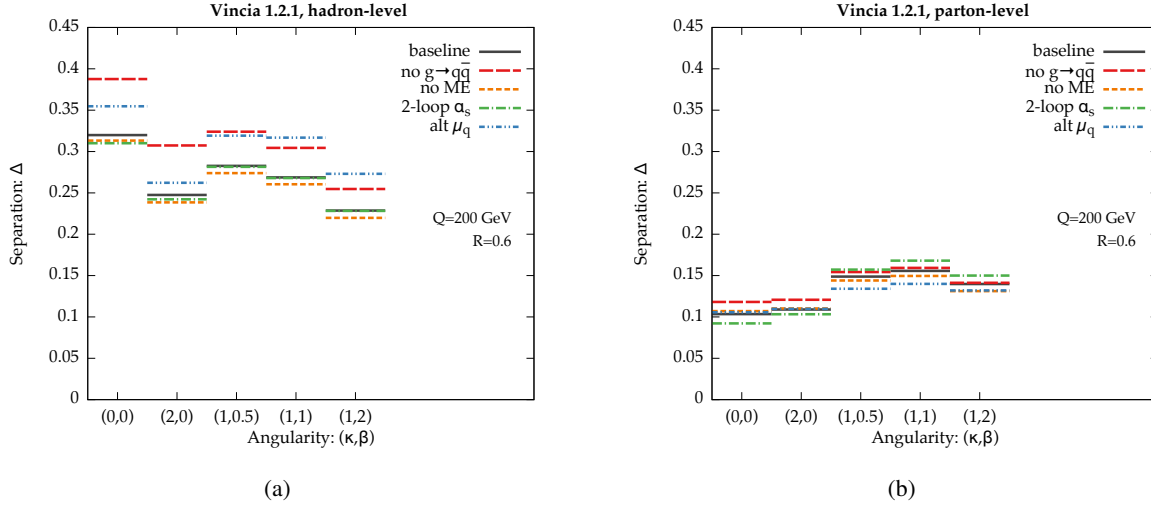 Vincia 1.2.1, hadron-level
0.45
0.4
0.35
0.3
0.25
0.2
0.15
0.1
0.05
0
Separation: Δ
baseline
no g→qq̅
no ME
2-loop αs
alt μq
Q=200 GeV
R=0.6
(0,0) (2,0) (1,0.5) (1,1) (1,2)
Angularity: (κ,β)
(a)
Vincia 1.2.1, parton-level
0.45
0.4
0.35
0.3
0.25
0.2
0.15
0.1
0.05
0
Separation: Δ
baseline
no g→qq̅
no ME
2-loop αs
alt μq
Q=200 GeV
R=0.6
(0,0) (2,0) (1,0.5) (1,1) (1,2)
Angularity: (κ,β)
(b)